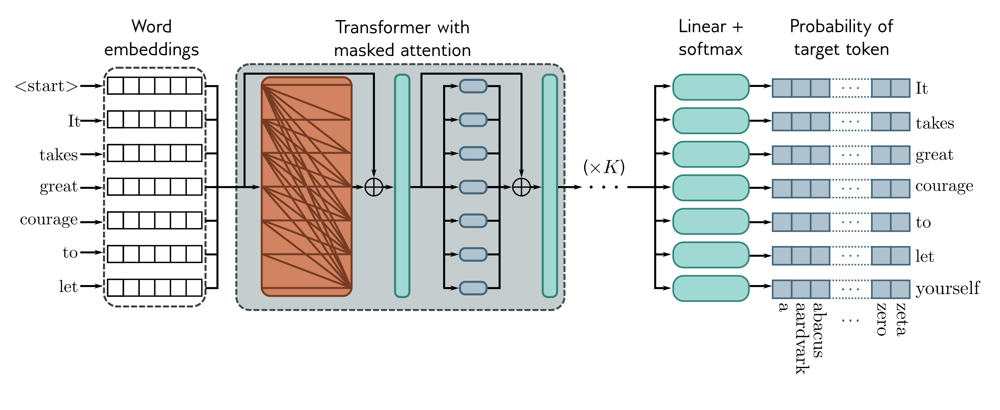 Word
embeddings
Transformer with
masked attention
Linear +
softmax
Probability of
target token
<start>
It
takes
great
courage
to
let
(×K)
· · ·
It
takes
great
courage
to
let
yourself
· · ·
· · ·
· · ·
· · ·
· · ·
· · ·
· · ·
a
aardvark
abacus
· · ·
zero
zeta